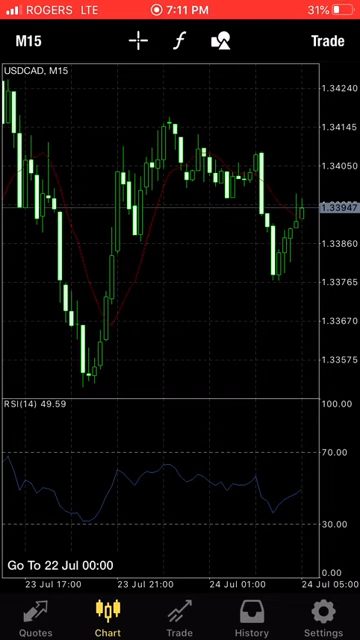 ROGERS LTE 7:11 PM 31%
M15 Trade
USDCAD, M15
1.34240
1.34145
1.34050
1.33947
1.33860
1.33765
1.33670
1.33575
RSI(14) 49.59
100.00
70.00
30.00
0.00
Go To 22 Jul 00:00
23 Jul 17:00 23 Jul 21:00 24 Jul 01:00 24 Jul 05:00
Quotes Chart Trade History Settings